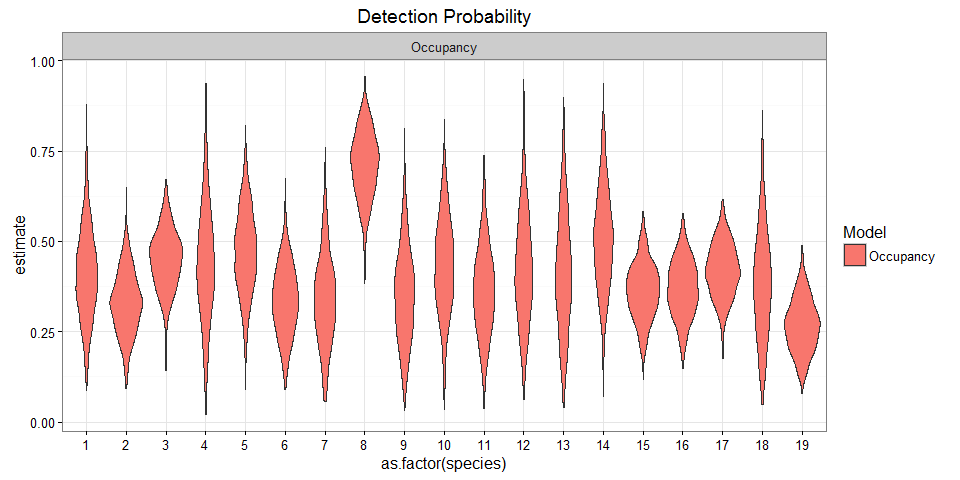 Detection Probability
Occupancy
1.00
0.75
0.50
0.25
0.00
estimate
1 2 3 4 5 6 7 8 9 10 11 12 13 14 15 16 17 18 19
as.factor(species)
Model
Occupancy